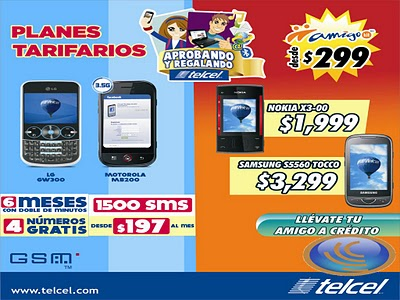 PLANES
TARIFARIOS
APROBANDO
Y REGALANDO
telcel
amigo
desde
$299
3.5G
LG
GW300
MOTOROLA
MB200
NOKIA X3-00
$1,999
SAMSUNG S5560 TOCCO
$3,299
6 MESES
CON DOBLE DE MINUTOS
1500 SMS
4 NÚMEROS
GRATIS
DESDE $197 AL MES
LLÉVATE TU
AMIGO A CRÉDITO
GSM TM
www.telcel.com
telcel